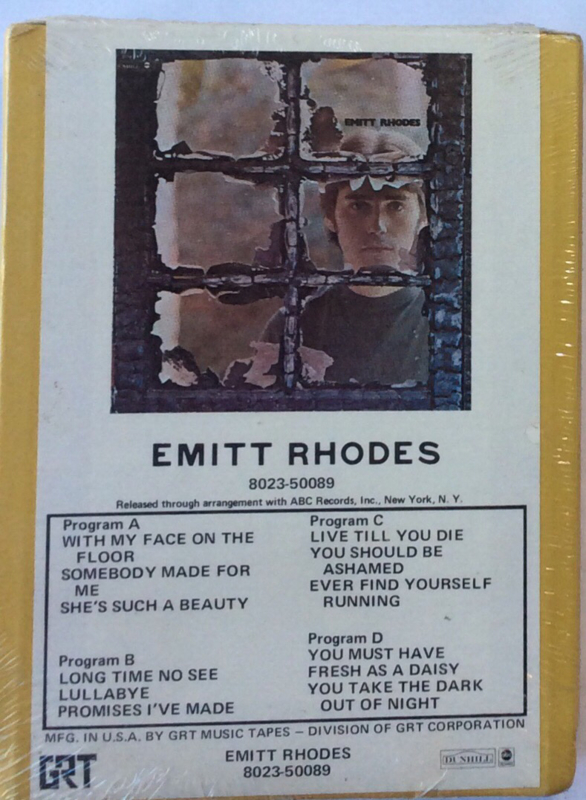 EMITT RHODES
EMITT RHODES
8023-50089
Released through arrangement with ABC Records, Inc., New York, N. Y.
Program A
WITH MY FACE ON THE
FLOOR
SOMEBODY MADE FOR
ME
SHE'S SUCH A BEAUTY
Program B
LONG TIME NO SEE
LULLABYE
PROMISES I'VE MADE
Program C
LIVE TILL YOU DIE
YOU SHOULD BE
ASHAMED
EVER FIND YOURSELF
RUNNING
Program D
YOU MUST HAVE
FRESH AS A DAISY
YOU TAKE THE DARK
OUT OF NIGHT
MFG. IN U.S.A. BY GRT MUSIC TAPES – DIVISION OF GRT CORPORATION
GRT
EMITT RHODES
8023-50089
DUNHILL